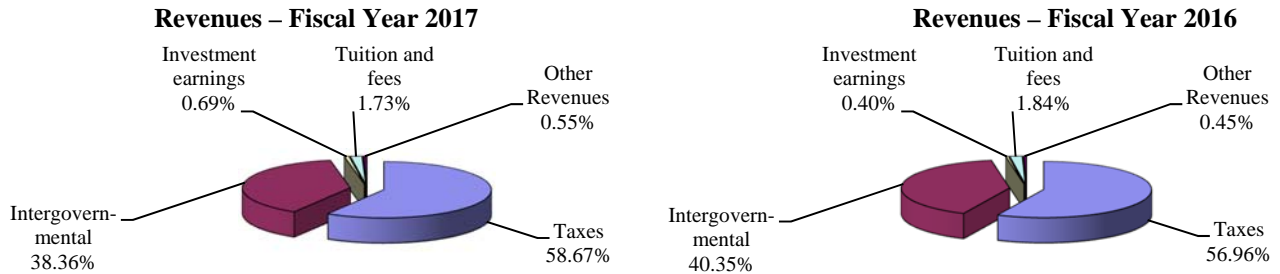 Revenues – Fiscal Year 2017
Investment
earnings
0.69%
Tuition and
fees
1.73%
Other
Revenues
0.55%
Intergovern-
mental
38.36%
Taxes
58.67%
Revenues – Fiscal Year 2016
Investment
earnings
0.40%
Tuition and
fees
1.84%
Other
Revenues
0.45%
Intergovern-
mental
40.35%
Taxes
56.96%